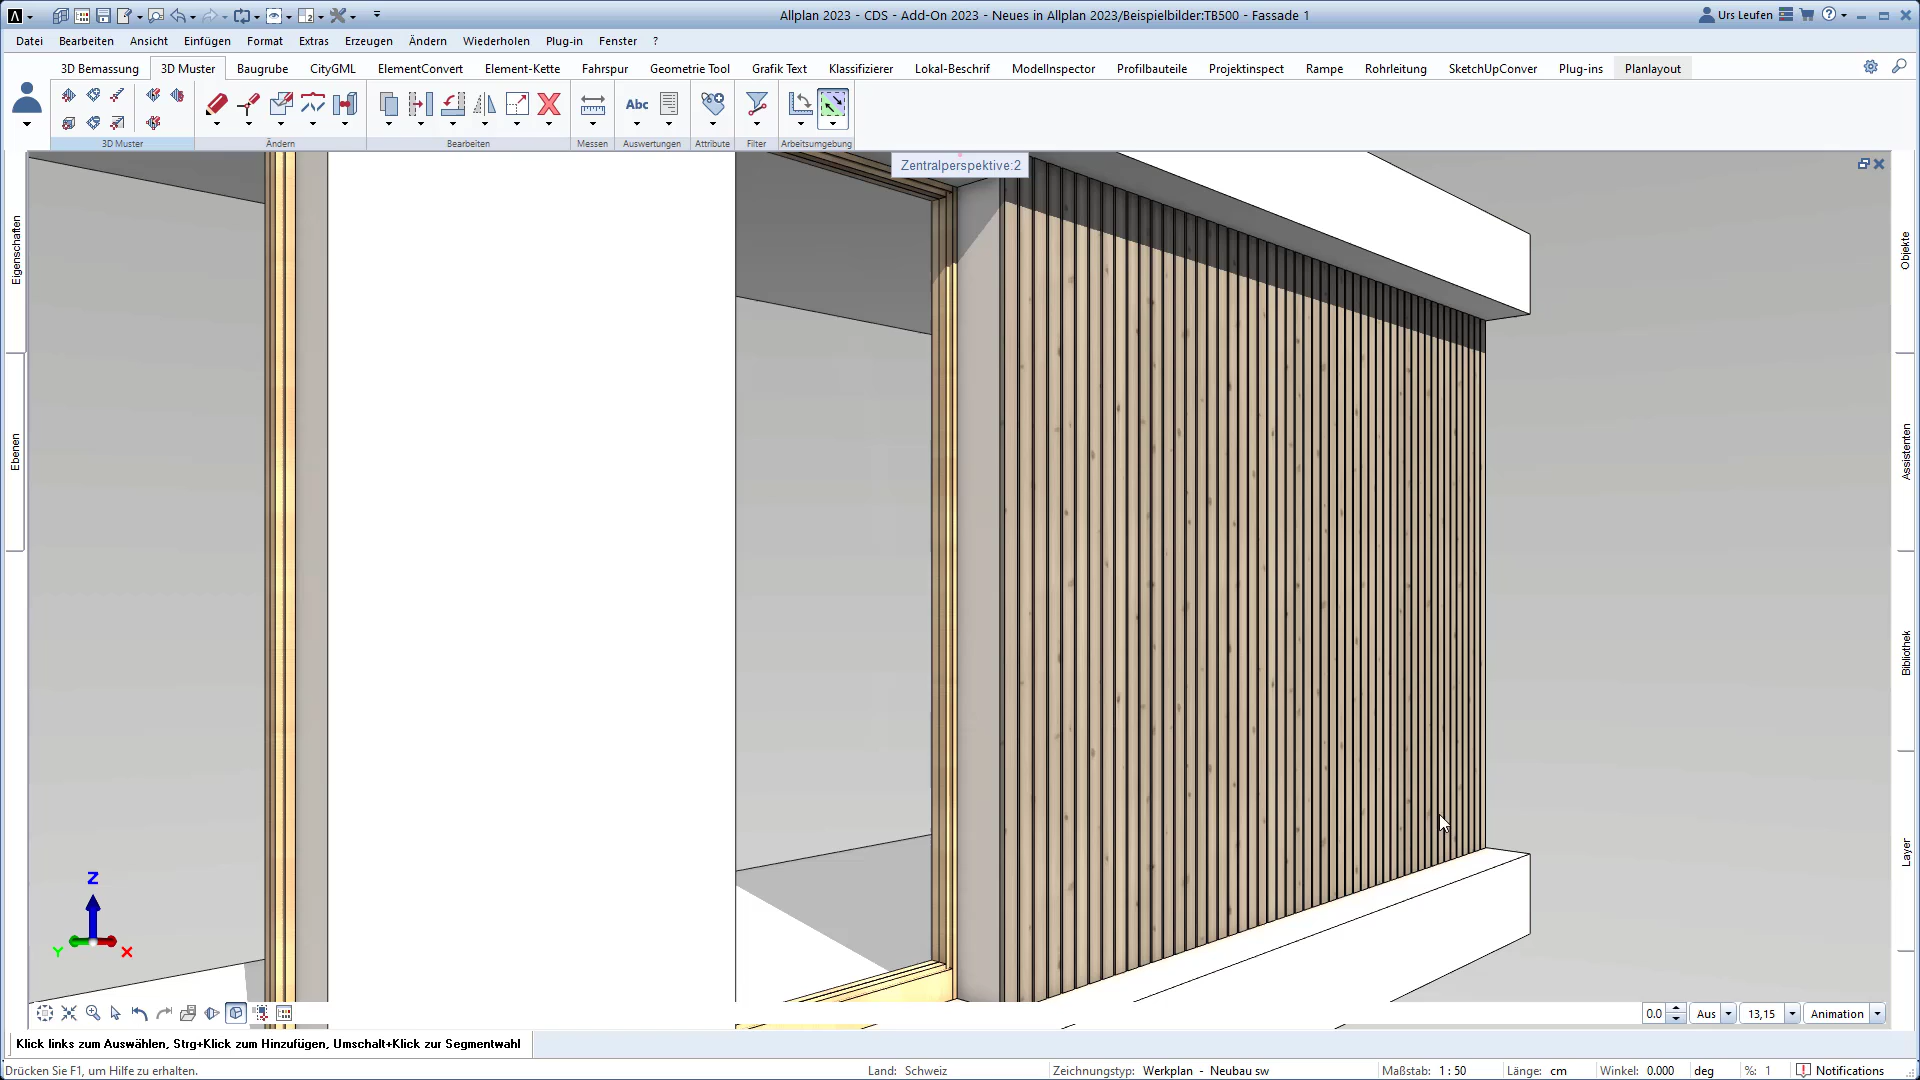 Allplan 2023 - CDS - Add-On 2023 - Neues in Allplan 2023/Beispielbilder:TB500 - Fassade 1
Urs Leufen
Datei Bearbeiten Ansicht Einfügen Format Extras Erzeugen Ändern Wiederholen Plug-in Fenster ?
3D Bemassung 3D Muster Baugrube CityGML ElementConvert Element-Kette Fahrspur Geometrie Tool Grafik Text Klassifizierer Lokal-Beschrif ModelInspector Profilbauteile Projektinspect Rampe Rohrleitung SketchUpConver Plug-ins Planlayout
Abc
3D Muster Ändern Bearbeiten Messen Auswertungen Attribute Filter Arbeitsumgebung
Zentralperspektive:2
Eigenschaften
Ebenen
Objekte
Assistenten
Bibliothek
Layer
Z
Y
X
0.0 Aus 13,15 Animation
Klick links zum Auswählen, Strg+Klick zum Hinzufügen, Umschalt+Klick zur Segmentwahl
Drücken Sie F1, um Hilfe zu erhalten. Land: Schweiz Zeichnungstyp: Werkplan - Neubau sw Maßstab: 1 : 50 Länge: cm Winkel: 0.000 deg %: 1 Notifications